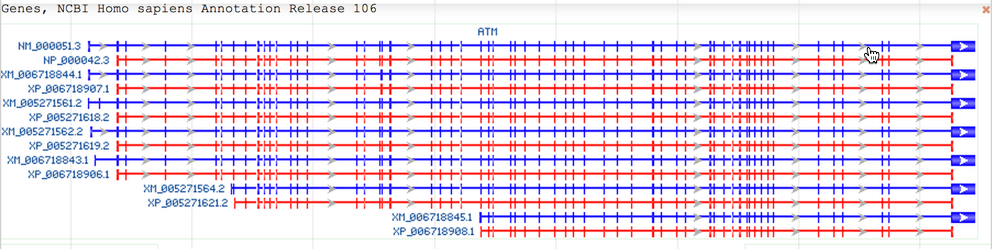 Genes, NCBI Homo sapiens Annotation Release 106
ATM
NM_000051.3
NP_000042.3
XM_006718844.1
XP_006718907.1
XM_005271561.2
XP_005271618.2
XM_005271562.2
XP_005271619.2
XM_006718843.1
XP_006718906.1
XM_005271564.2
XP_005271621.2
XM_006718845.1
XP_006718908.1